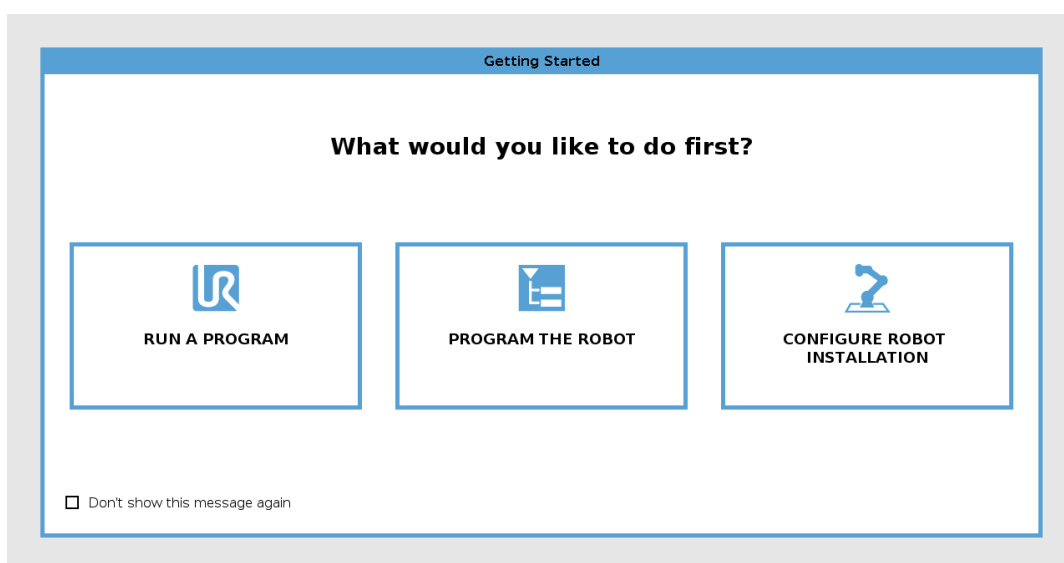 Getting Started
What would you like to do first?
RUN A PROGRAM
PROGRAM THE ROBOT
CONFIGURE ROBOT
INSTALLATION
Don't show this message again